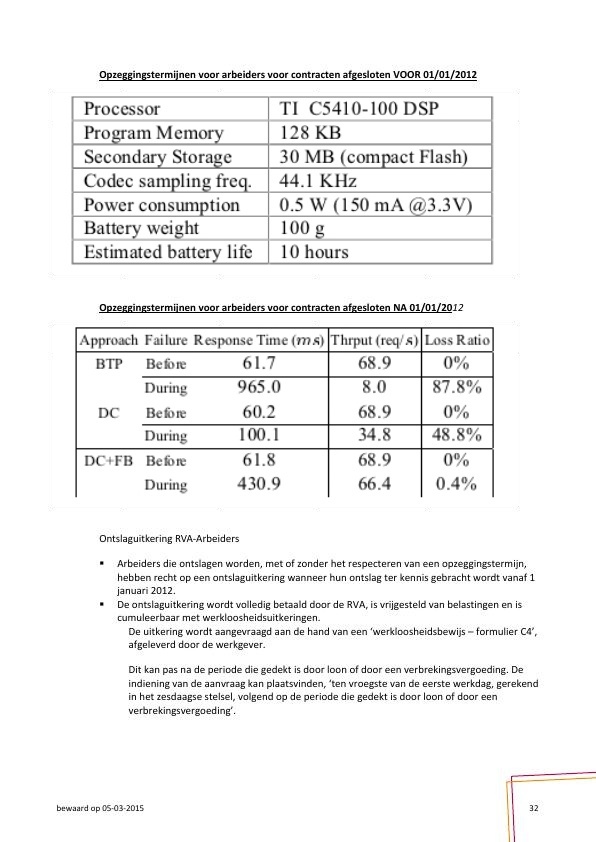 Opzeggingstermijnen voor arbeiders voor contracten afgesloten VOOR 01/01/2012
Processor TI C5410-100 DSP
Program Memory 128 KB
Secondary Storage 30 MB (compact Flash)
Codec sampling freq. 44.1 KHz
Power consumption 0.5 W (150 mA @3.3V)
Battery weight 100 g
Estimated battery life 10 hours
Opzeggingstermijnen voor arbeiders voor contracten afgesloten NA 01/01/2012
Approach Failure Response Time (ms) Thrput (req/s) Loss Ratio
BTP Before 61.7 68.9 0%
During 965.0 8.0 87.8%
DC Before 60.2 68.9 0%
During 100.1 34.8 48.8%
DC+FB Before 61.8 68.9 0%
During 430.9 66.4 0.4%
Ontslaguitkering RVA-Arbeiders
▪ Arbeiders die ontslagen worden, met of zonder het respecteren van een opzeggingstermijn,
hebben recht op een ontslaguitkering wanneer hun ontslag ter kennis gebracht wordt vanaf 1
januari 2012.
▪ De ontslaguitkering wordt volledig betaald door de RVA, is vrijgesteld van belastingen en is
cumuleerbaar met werkloosheidsuitkeringen.
De uitkering wordt aangevraagd aan de hand van een ‘werkloosheidsbewijs – formulier C4’,
afgeleverd door de werkgever.
Dit kan pas na de periode die gedekt is door loon of door een verbrekingsvergoeding. De
indiening van de aanvraag kan plaatsvinden, ‘ten vroegste van de eerste werkdag, gerekend
in het zesdaagse stelsel, volgend op de periode die gedekt is door loon of door een
verbrekingsvergoeding’.
bewaard op 05-03-2015 32